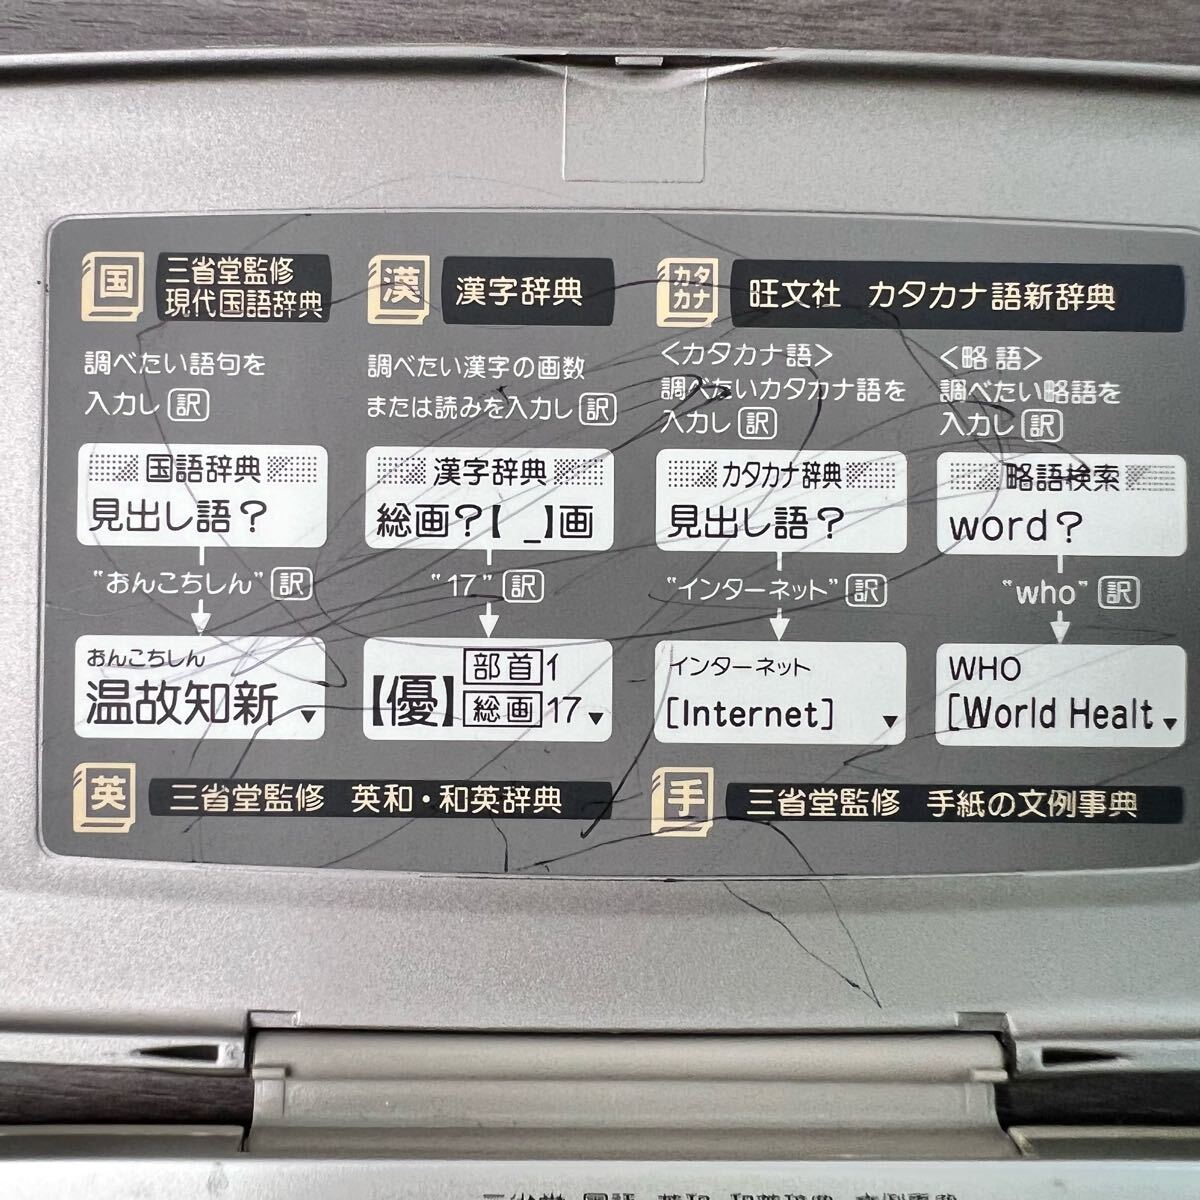 国 三省堂監修
現代国語辞典
調べたい語句を
入力し 訳
国語辞典
見出し語?
"おんこちしん" 訳
おんこちしん
温故知新 ▼
漢 漢字辞典
調べたい漢字の画数
または読みを入力し 訳
漢字辞典
総画?【 _】画
"17" 訳
【優】 部首 イ
総画 17 ▼
カタカナ 旺文社 カタカナ語新辞典
<カタカナ語>
調べたいカタカナ語を
入力し 訳
カタカナ辞典
見出し語?
"インターネット" 訳
インターネット
[Internet] ▼
<略語>
調べたい略語を
入力し 訳
略語検索
word?
"who" 訳
WHO
[World Healt ▼
英 三省堂監修 英和・和英辞典
手 三省堂監修 手紙の文例事典